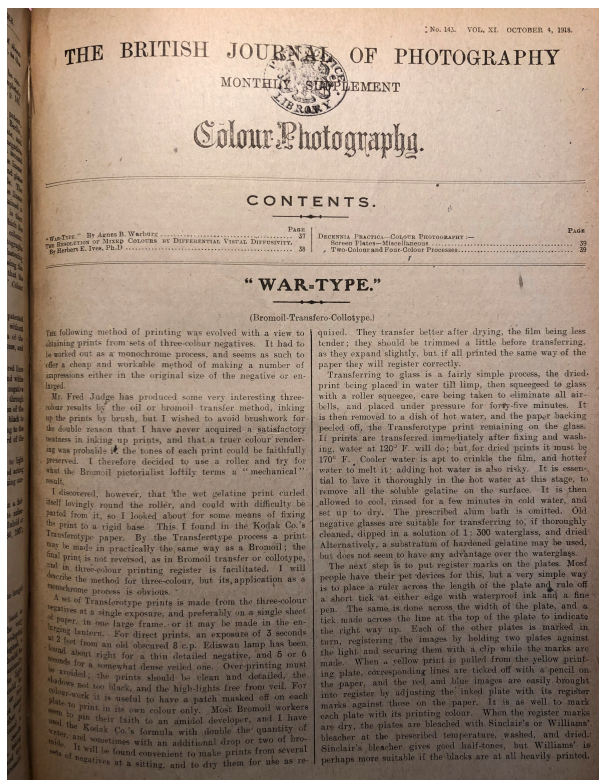 No. 143. VOL. XI. OCTOBER 4, 1918.
THE BRITISH JOURNAL OF PHOTOGRAPHY
MONTHLY SUPPLEMENT
LIBRARY
Colour Photography.
CONTENTS.
PAGE
"WAR-TYPE." By Agnes B. Warburg 37
THE RESOLUTION OF MIXED COLOURS BY DIFFERENTIAL VISUAL DIFFUSIVITY.
By Herbert E. Ives, Ph.D 38
PAGE
DECENNIA PRACTICA—COLOUR PHOTOGRAPHY:—
Screen Plates—Miscellaneous 39
Two-Colour and Four-Colour Processes 39
"WAR=TYPE."
(Bromoil-Transfero-Collotype.)
THE following method of printing was evolved with a view to
obtaining prints from sets of three-colour negatives. It had to
be worked out as a monochrome process, and seems as such to
offer a cheap and workable method of making a number of
impressions either in the original size of the negative or en-
larged.
Mr. Fred Judge has produced some very interesting three-
colour results by the oil or bromoil transfer method, inking
up the prints by brush, but I wished to avoid brushwork for
the double reason that I have never acquired a satisfactory
neatness in inking up prints, and that a truer colour render-
ing was probable if the tones of each print could be faithfully
preserved. I therefore decided to use a roller and try for
what the Bromoil pictorialist loftily terms a "mechanical"
result.
I discovered, however, that the wet gelatine print curled
itself lovingly round the roller, and could with difficulty be
parted from it, so I looked about for some means of fixing
the print to a rigid base. This I found in the Kodak Co.'s
Transferotype paper. By the Transferotype process a print
may be made in practically the same way as a Bromoil; the
final print is not reversed, as in Bromoil transfer or collotype,
and in three-colour printing register is facilitated. I will
describe the method for three-colour, but its application as a
monochrome process is obvious.
A set of Transferotype prints is made from the three-colour
negatives at a single exposure, and preferably on a single sheet
of paper, in one large frame, or it may be made in the en-
larging lantern. For direct prints, an exposure of 3 seconds
at 2 feet from an old obscured 8 c.p. Ediswan lamp has been
found about right for a thin detailed negative, and 5 or 6
seconds for a somewhat dense veiled one. Over-printing must
be avoided; the prints should be clean and detailed, the
shadows not too black, and the high-lights free from veil. For
colour-work it is useful to have a patch masked off on each
plate to print in its own colour only. Most Bromoil workers
seem to pin their faith to an amidol developer, and I have
used the Kodak Co.'s formula with double the quantity of
water, and sometimes with an additional drop or two of bro-
mide. It will be found convenient to make prints from several
sets of negatives at a sitting, and to dry them for use as re-
quired. They transfer better after drying, the film being less
tender; they should be trimmed a little before transferring,
as they expand slightly, but if all printed the same way of the
paper they will register correctly.
Transferring to glass is a fairly simple process, the dried
print being placed in water till limp, then squeegeed to glass
with a roller squeegee, care being taken to eliminate all air-
bells, and placed under pressure for forty-five minutes. It
is then removed to a dish of hot water, and the paper backing
peeled off, the Transferotype print remaining on the glass.
If prints are transferred immediately after fixing and wash-
ing, water at 120° F. will do; but for dried prints it must be
170° F. Cooler water is apt to crinkle the film, and hotter
water to melt it; adding hot water is also risky. It is essen-
tial to lave it thoroughly in the hot water at this stage, to
remove all the soluble gelatine on the surface. It is then
allowed to cool, rinsed for a few minutes in cold water, and
set up to dry. The prescribed alum bath is omitted. Old
negative glasses are suitable for transferring to, if thoroughly
cleaned, dipped in a solution of 1: 300 waterglass, and dried.
Alternatively, a substratum of hardened gelatine may be used,
but does not seem to have any advantage over the waterglass.
The next step is to put register marks on the plates. Most
people have their pet devices for this, but a very simple way
is to place a ruler across the length of the plate and rule off
a short tick at either edge with waterproof ink and a fine
pen. The same is done across the width of the plate, and a
tick made across the line at the top of the plate to indicate
the right way up. Each of the other plates is marked in
turn, registering the images by holding two plates against
the light and securing them with a clip while the marks are
made. When a yellow print is pulled from the yellow print-
ing plate, corresponding lines are ticked off with a pencil on
the paper, and the red and blue images are easily brought
into register by adjusting the inked plate with its register
marks against those on the paper. It is as well to mark
each plate with its printing colour. When the register marks
are dry, the plates are bleached with Sinclair's or Williams'
bleacher at the prescribed temperature, washed, and dried.
Sinclair's bleacher gives good half-tones, but Williams' is
perhaps more suitable if the blacks are at all heavily printed.